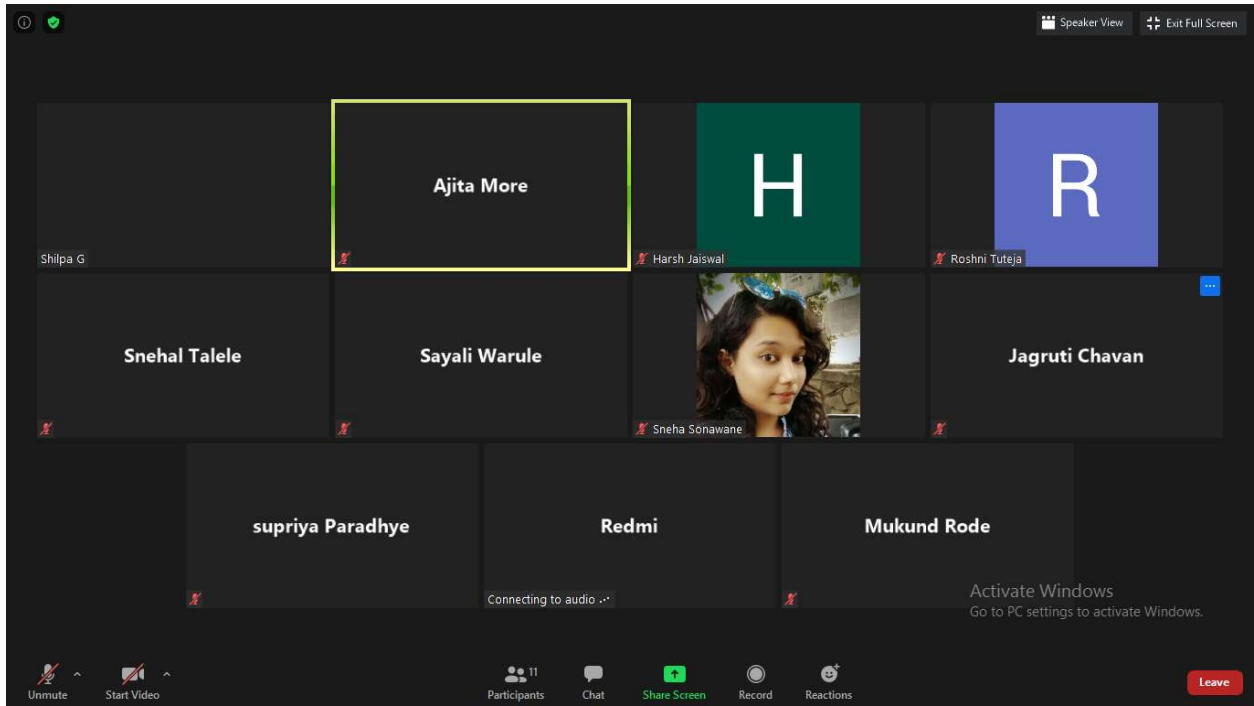 Speaker View
Exit Full Screen
Ajita More
H
R
Shilpa G
Harsh Jaiswal
Roshni Tuteja
Snehal Talele
Sayali Warule
Jagruti Chavan
Sneha Sonawane
supriya Paradhye
Redmi
Mukund Rode
Connecting to audio
Activate Windows
Go to PC settings to activate Windows.
11
Unmute
Start Video
Participants
Chat
Share Screen
Record
Reactions
Leave